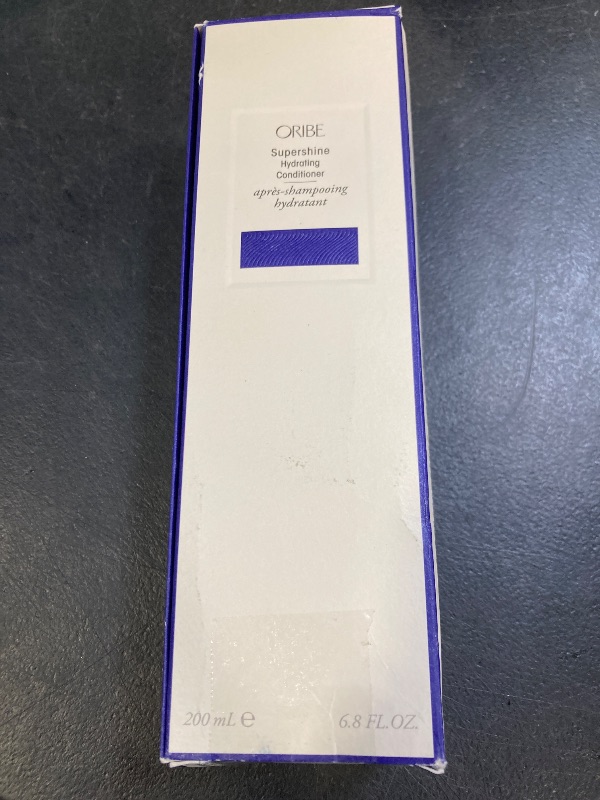 ORIBE
Supershine
Hydrating
Conditioner
après-shampooing
hydratant
200 mL ℮
6.8 FL.OZ.